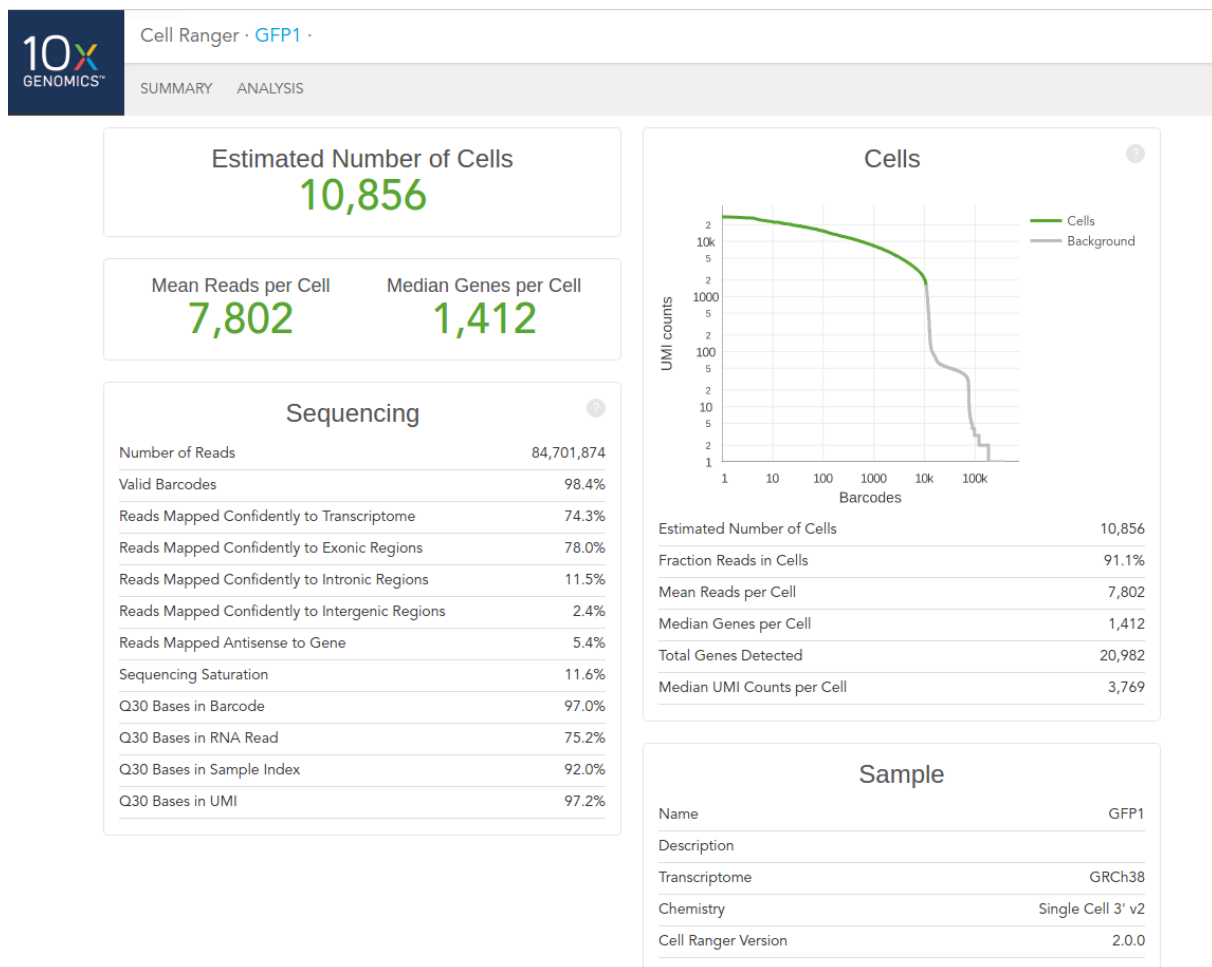 10x
GENOMICS™
Cell Ranger · GFP1 ·
SUMMARY ANALYSIS
Estimated Number of Cells
10,856
Mean Reads per Cell
7,802
Median Genes per Cell
1,412
Sequencing ?
Number of Reads 84,701,874
Valid Barcodes 98.4%
Reads Mapped Confidently to Transcriptome 74.3%
Reads Mapped Confidently to Exonic Regions 78.0%
Reads Mapped Confidently to Intronic Regions 11.5%
Reads Mapped Confidently to Intergenic Regions 2.4%
Reads Mapped Antisense to Gene 5.4%
Sequencing Saturation 11.6%
Q30 Bases in Barcode 97.0%
Q30 Bases in RNA Read 75.2%
Q30 Bases in Sample Index 92.0%
Q30 Bases in UMI 97.2%
Cells ?
2
10k
5
2
1000
5
2
100
5
2
10
5
2
1
UMI counts
1 10 100 1000 10k 100k
Barcodes
Cells
Background
Estimated Number of Cells 10,856
Fraction Reads in Cells 91.1%
Mean Reads per Cell 7,802
Median Genes per Cell 1,412
Total Genes Detected 20,982
Median UMI Counts per Cell 3,769
Sample
Name GFP1
Description
Transcriptome GRCh38
Chemistry Single Cell 3' v2
Cell Ranger Version 2.0.0